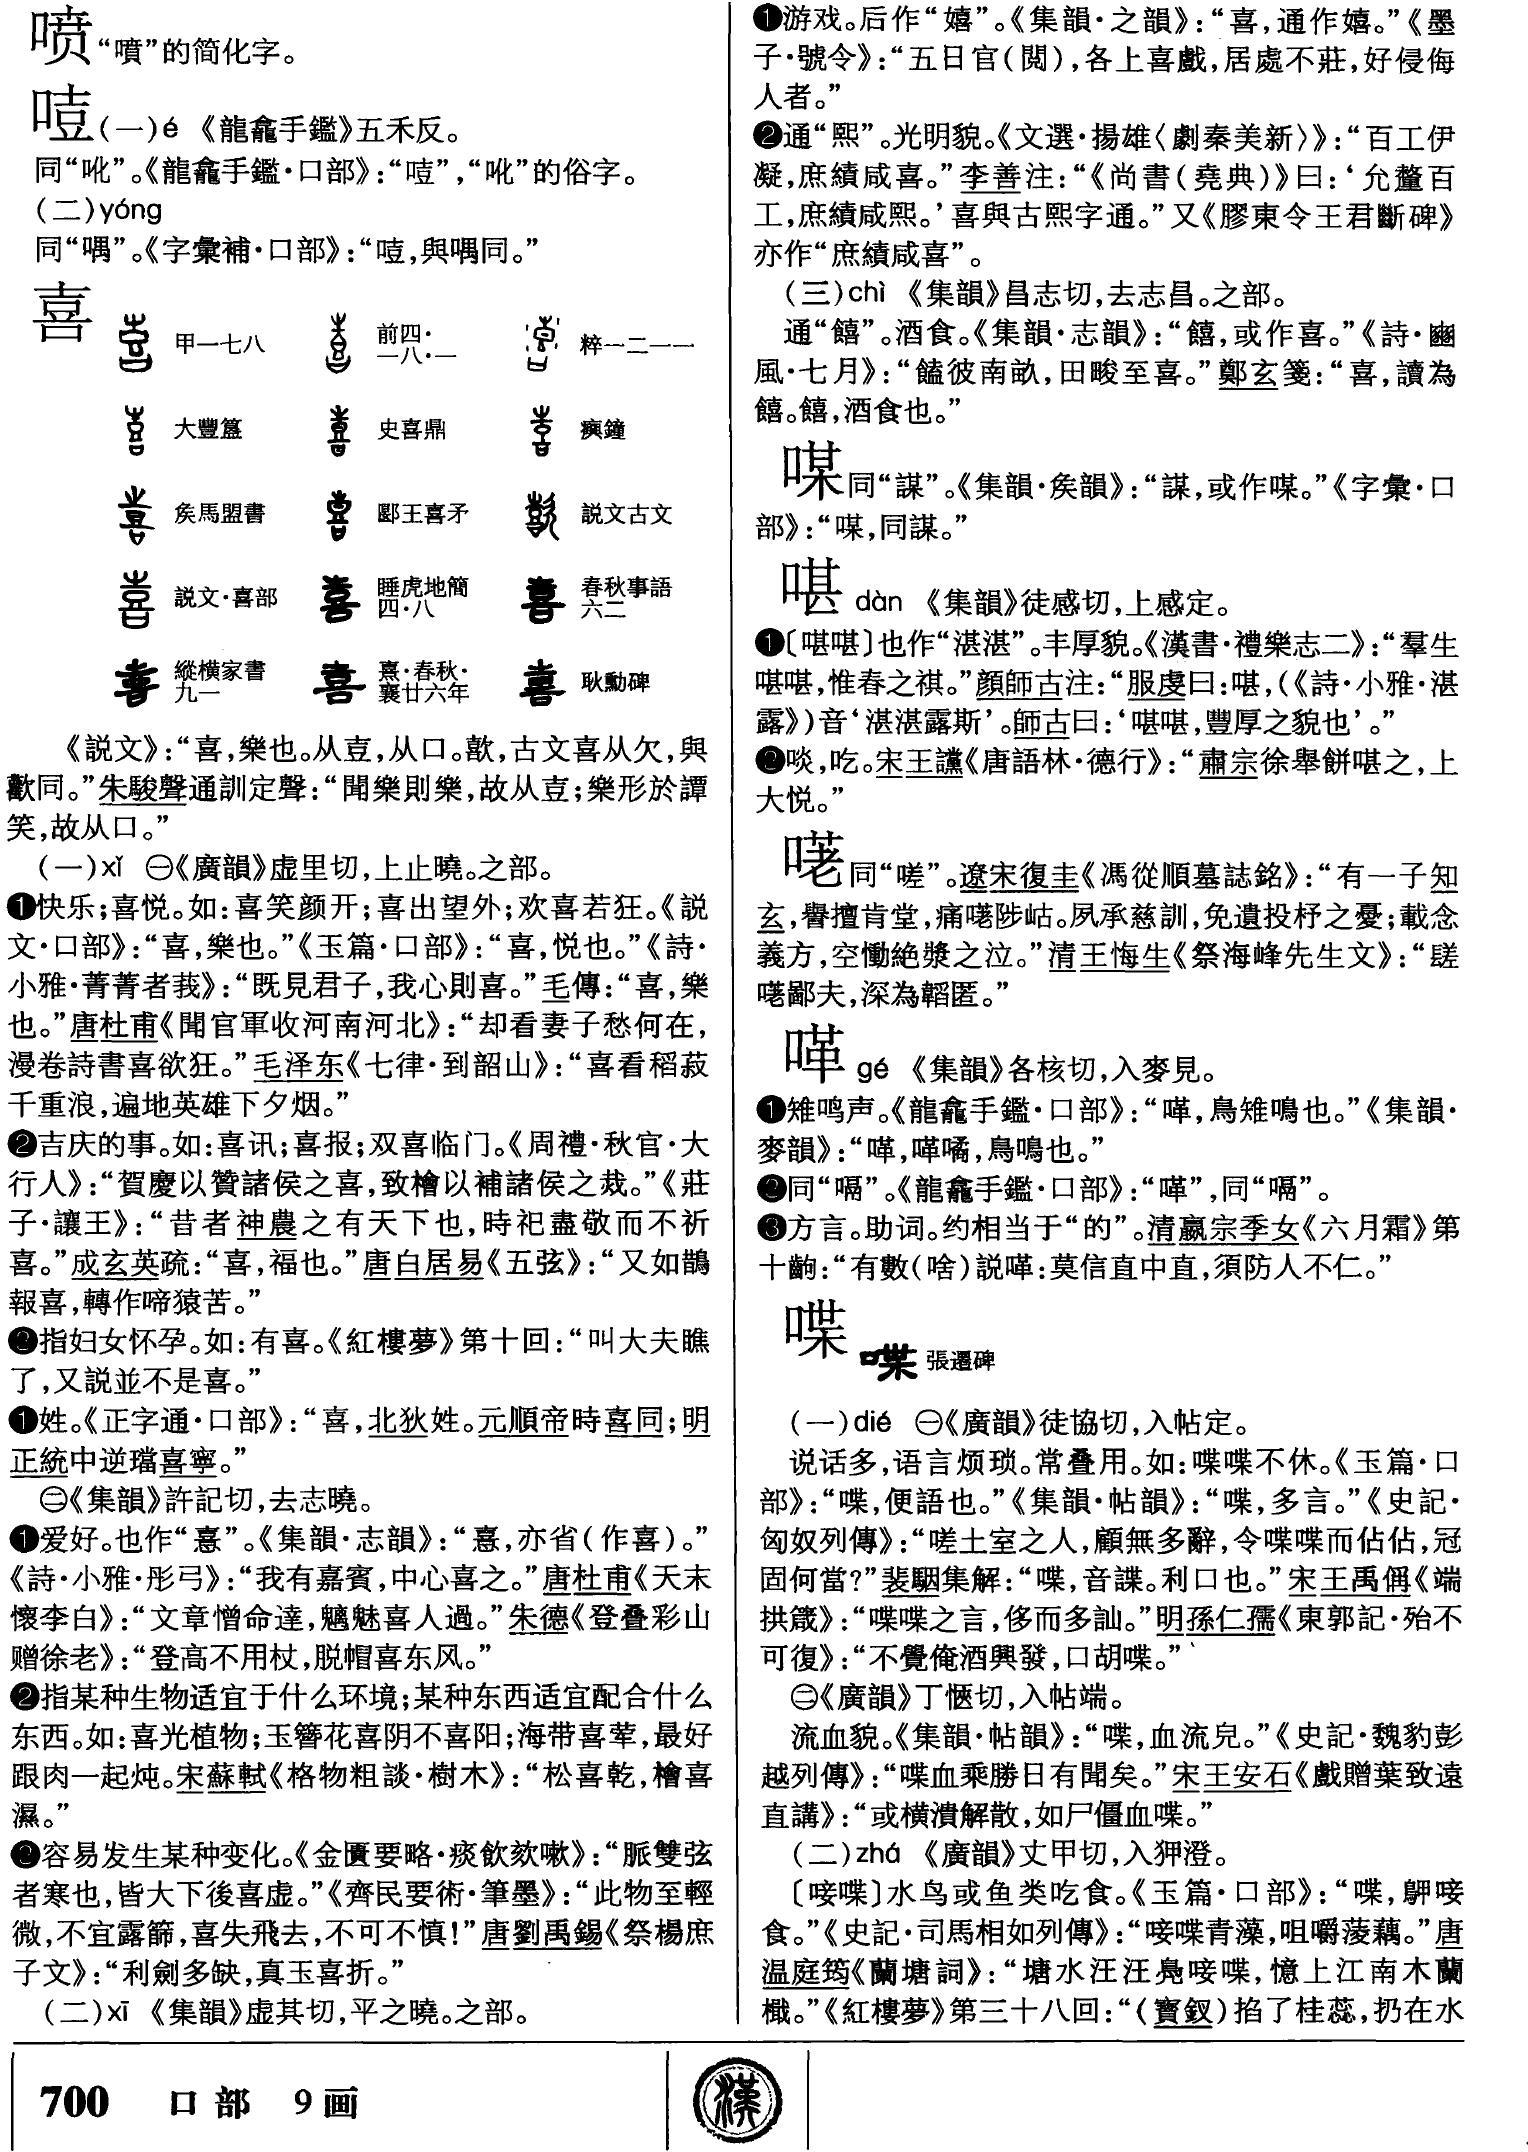 喷“噴”的简化字。
噎(一)é 《龍龕手鑑》五禾反。
同“吪”。《龍龕手鑑·口部》:“噎”,“吪”的俗字。
(二)yóng
同“喁”。《字彙補·口部》:“噎,與喁同。”
喜
甲一七八 前四·一八·一 粹一二一一
大豐簋 史喜鼎 㾓鐘
矦馬盟書 郾王喜矛 説文古文
説文·喜部 睡虎地簡四·八 春秋事語六二
縱横家書九一 熹·春秋·襄廿六年 耿勳碑
《説文》:“喜,樂也。从壴,从口。歖,古文喜从欠,與
歡同。”朱駿聲通訓定聲:“聞樂則樂,故从壴;樂形於譚
笑,故从口。”
(一)xǐ ㊀《廣韻》虚里切,上止曉。之部。
❶快乐;喜悦。如:喜笑颜开;喜出望外;欢喜若狂。《説
文·口部》:“喜,樂也。”《玉篇·口部》:“喜,悦也。”《詩·
小雅·菁菁者莪》:“既見君子,我心則喜。”毛傳:“喜,樂
也。”唐杜甫《聞官軍收河南河北》:“却看妻子愁何在,
漫卷詩書喜欲狂。”毛泽东《七律·到韶山》:“喜看稻菽
千重浪,遍地英雄下夕烟。”
❷吉庆的事。如:喜讯;喜报;双喜临门。《周禮·秋官·大
行人》:“賀慶以贊諸侯之喜,致禬以補諸侯之烖。”《莊
子·讓王》:“昔者神農之有天下也,時祀盡敬而不祈
喜。”成玄英疏:“喜,福也。”唐白居易《五弦》:“又如鵲
報喜,轉作啼猿苦。”
❸指妇女怀孕。如:有喜。《紅樓夢》第十回:“叫大夫瞧
了,又説並不是喜。”
❶姓。《正字通·口部》:“喜,北狄姓。元順帝時喜同;明
正統中逆璫喜寧。”
㊁《集韻》許記切,去志曉。
❶爱好。也作“憙”。《集韻·志韻》:“憙,亦省(作喜)。”
《詩·小雅·彤弓》:“我有嘉賓,中心喜之。”唐杜甫《天末
懷李白》:“文章憎命達,魑魅喜人過。”朱德《登叠彩山
赠徐老》:“登高不用杖,脱帽喜东风。”
❷指某种生物适宜于什么环境;某种东西适宜配合什么
东西。如:喜光植物;玉簪花喜阴不喜阳;海带喜荤,最好
跟肉一起炖。宋蘇軾《格物粗談·樹木》:“松喜乾,檜喜
濕。”
❸容易发生某种变化。《金匱要略·痰飲欬嗽》:“脈雙弦
者寒也,皆大下後喜虚。”《齊民要術·筆墨》:“此物至輕
微,不宜露篩,喜失飛去,不可不慎!”唐劉禹錫《祭楊庶
子文》:“利劍多缺,真玉喜折。”
(二)xī 《集韻》虚其切,平之曉。之部。
❶游戏。后作“嬉”。《集韻·之韻》:“喜,通作嬉。”《墨
子·號令》:“五日官(閲),各上喜戲,居處不莊,好侵侮
人者。”
❷通“熙”。光明貌。《文選·揚雄〈劇秦美新〉》:“百工伊
凝,庶績咸喜。”李善注:“《尚書(堯典)》曰:‘允釐百
工,庶績咸熙。’喜與古熙字通。”又《膠東令王君斷碑》
亦作“庶績咸喜”。
(三)chì 《集韻》昌志切,去志昌。之部。
通“饎”。酒食。《集韻·志韻》:“饎,或作喜。”《詩·豳
風·七月》:“饁彼南畝,田畯至喜。”鄭玄箋:“喜,讀為
饎。饎,酒食也。”
㖼同“謀”。《集韻·矦韻》:“謀,或作㖼。”《字彙·口
部》:“㖼,同謀。”
啿 dàn 《集韻》徒感切,上感定。
❶〔啿啿〕也作“湛湛”。丰厚貌。《漢書·禮樂志二》:“羣生
啿啿,惟春之祺。”顔師古注:“服虔曰:啿,(《詩·小雅·湛
露》)音‘湛湛露斯’。師古曰:‘啿啿,豐厚之貌也’。”
❷啖,吃。宋王讜《唐語林·德行》:“肅宗徐舉餅啿之,上
大悦。”
㗄同“嗟”。遼宋復圭《馮從順墓誌銘》:“有一子知
玄,譽擅肯堂,痛㗄陟岵。夙承慈訓,免遺投杼之憂;載念
義方,空慟絶漿之泣。”清王悔生《祭海峰先生文》:“
㗄鄙夫,深為韜匿。”
㖸 gé 《集韻》各核切,入麥見。
❶雉鸣声。《龍龕手鑑·口部》:“㖸,鳥雉鳴也。”《集韻·
麥韻》:“㖸,㖸噊,鳥鳴也。”
❷同“嗝”。《龍龕手鑑·口部》:“㖸”,同“嗝”。
❸方言。助词。约相当于“的”。清嬴宗季女《六月霜》第
十齣:“有數(啥)説㖸:莫信直中直,須防人不仁。”
喋
張遷碑
(一)dié ㊀《廣韻》徒協切,入帖定。
说话多,语言烦琐。常叠用。如:喋喋不休。《玉篇·口
部》:“喋,便語也。”《集韻·帖韻》:“喋,多言。”《史記·
匈奴列傳》:“嗟土室之人,顧無多辭,令喋喋而佔佔,冠
固何當?”裴駰集解:“喋,音諜。利口也。”宋王禹偁《端
拱箴》:“喋喋之言,侈而多訕。”明孫仁孺《東郭記·殆不
可復》:“不覺俺酒興發,口胡喋。”
㊁《廣韻》丁愜切,入帖端。
流血貌。《集韻·帖韻》:“喋,血流皃。”《史記·魏豹彭
越列傳》:“喋血乘勝日有聞矣。”宋王安石《戲贈葉致遠
直講》:“或横潰解散,如尸僵血喋。”
(二)zhá 《廣韻》丈甲切,入狎澄。
〔唼喋〕水鸟或鱼类吃食。《玉篇·口部》:“喋,𪁪唼
食。”《史記·司馬相如列傳》:“唼喋青藻,咀嚼蔆藕。”唐
温庭筠《蘭塘詞》:“塘水汪汪鳧唼喋,憶上江南木蘭
檝。”《紅樓夢》第三十八回:“(寶釵)掐了桂蕊,扔在水
700 口部 9画
漢